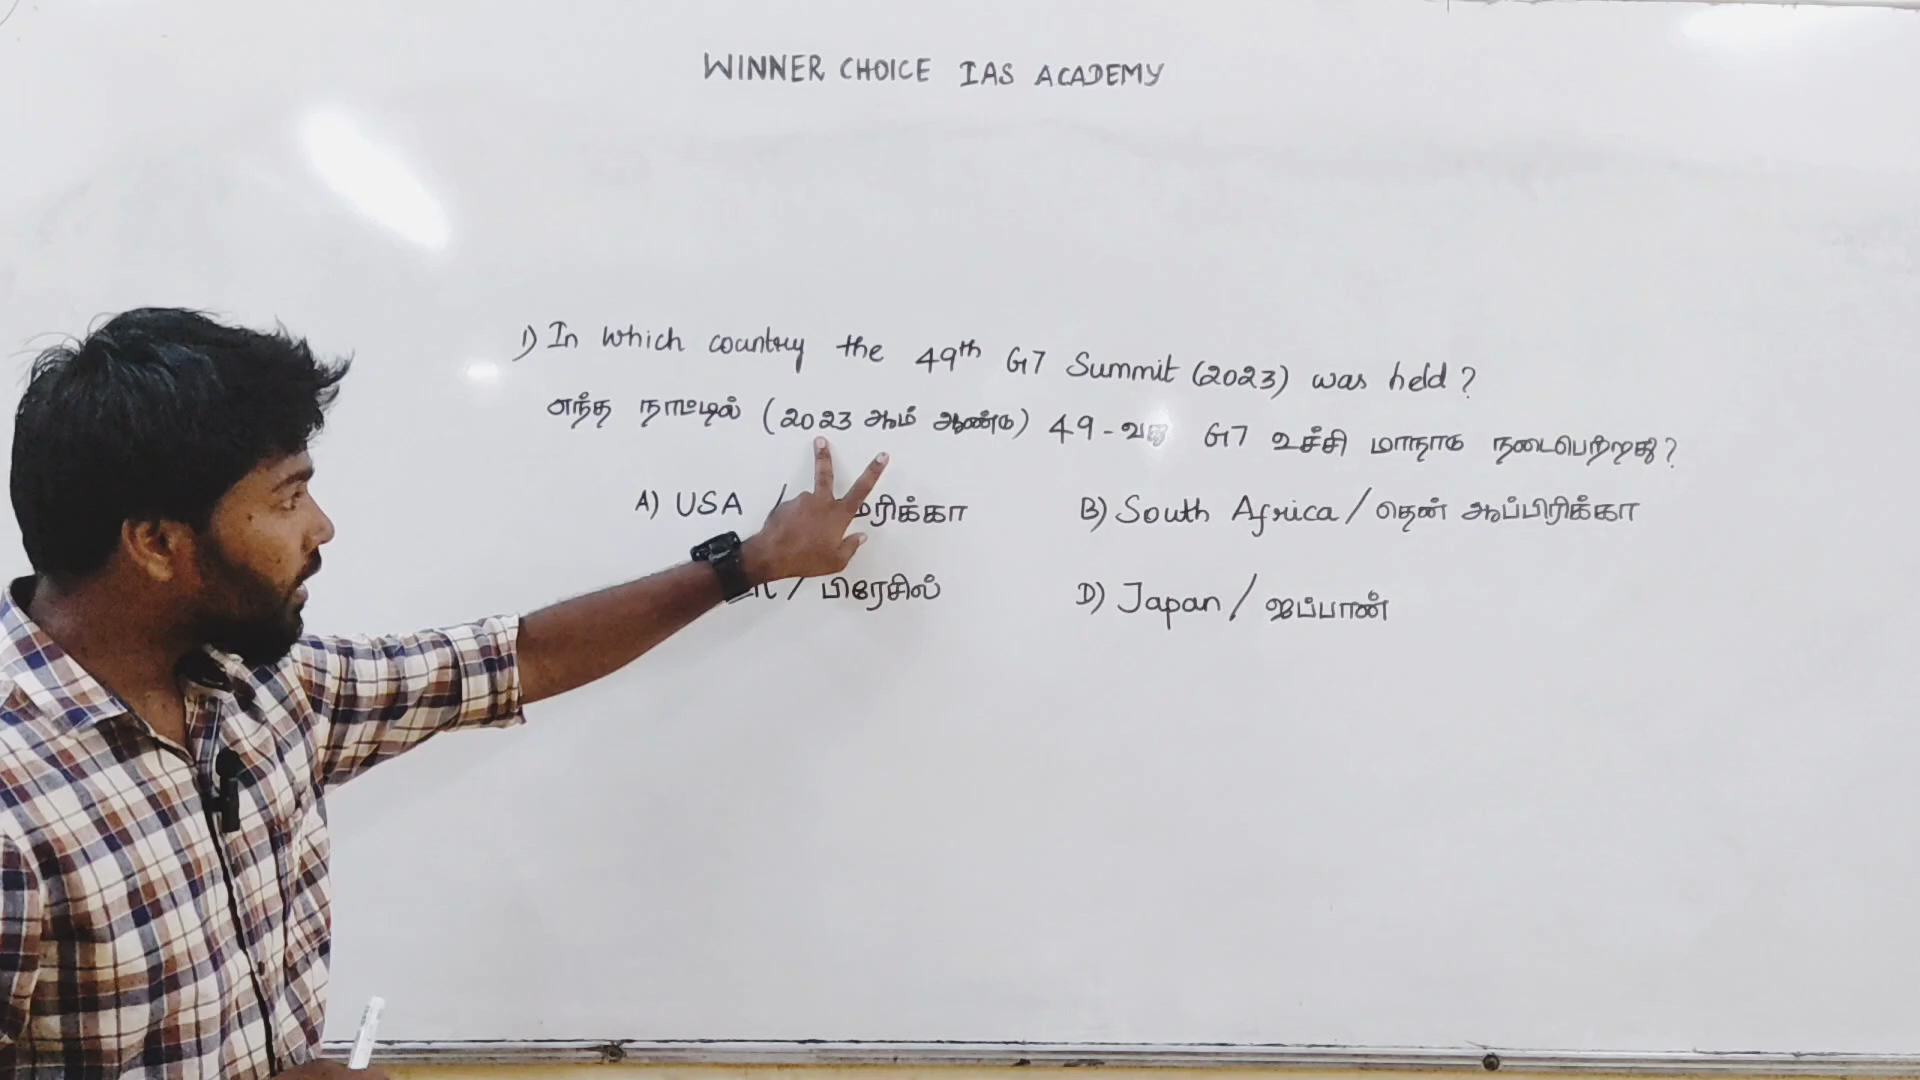 WINNER CHOICE IAS ACADEMY
1) In which country the 49th G7 Summit (2023) was held?
எந்த நாட்டில் (2023 ஆம் ஆண்டு) 49-வது G7 உச்சி மாநாடு நடைபெற்றது?
A) USA / B) South Africa / தென் ஆப்பிரிக்கா
/ பிரேசில் D) Japan / ஜப்பான்